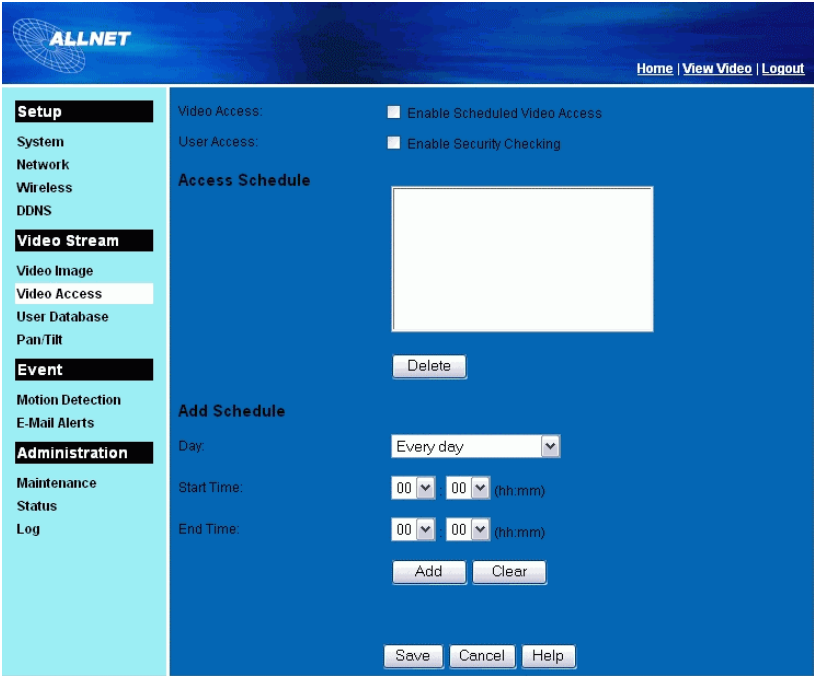 ALLNET
Home | View Video | Logout
Setup
System
Network
Wireless
DDNS
Video Stream
Video Image
Video Access
User Database
Pan/Tilt
Event
Motion Detection
E-Mail Alerts
Administration
Maintenance
Status
Log
Video Access: Enable Scheduled Video Access
User Access: Enable Security Checking
Access Schedule
Delete
Add Schedule
Day: Every day
Start Time: 00 : 00 (hh:mm)
End Time: 00 : 00 (hh:mm)
Add Clear
Save Cancel Help